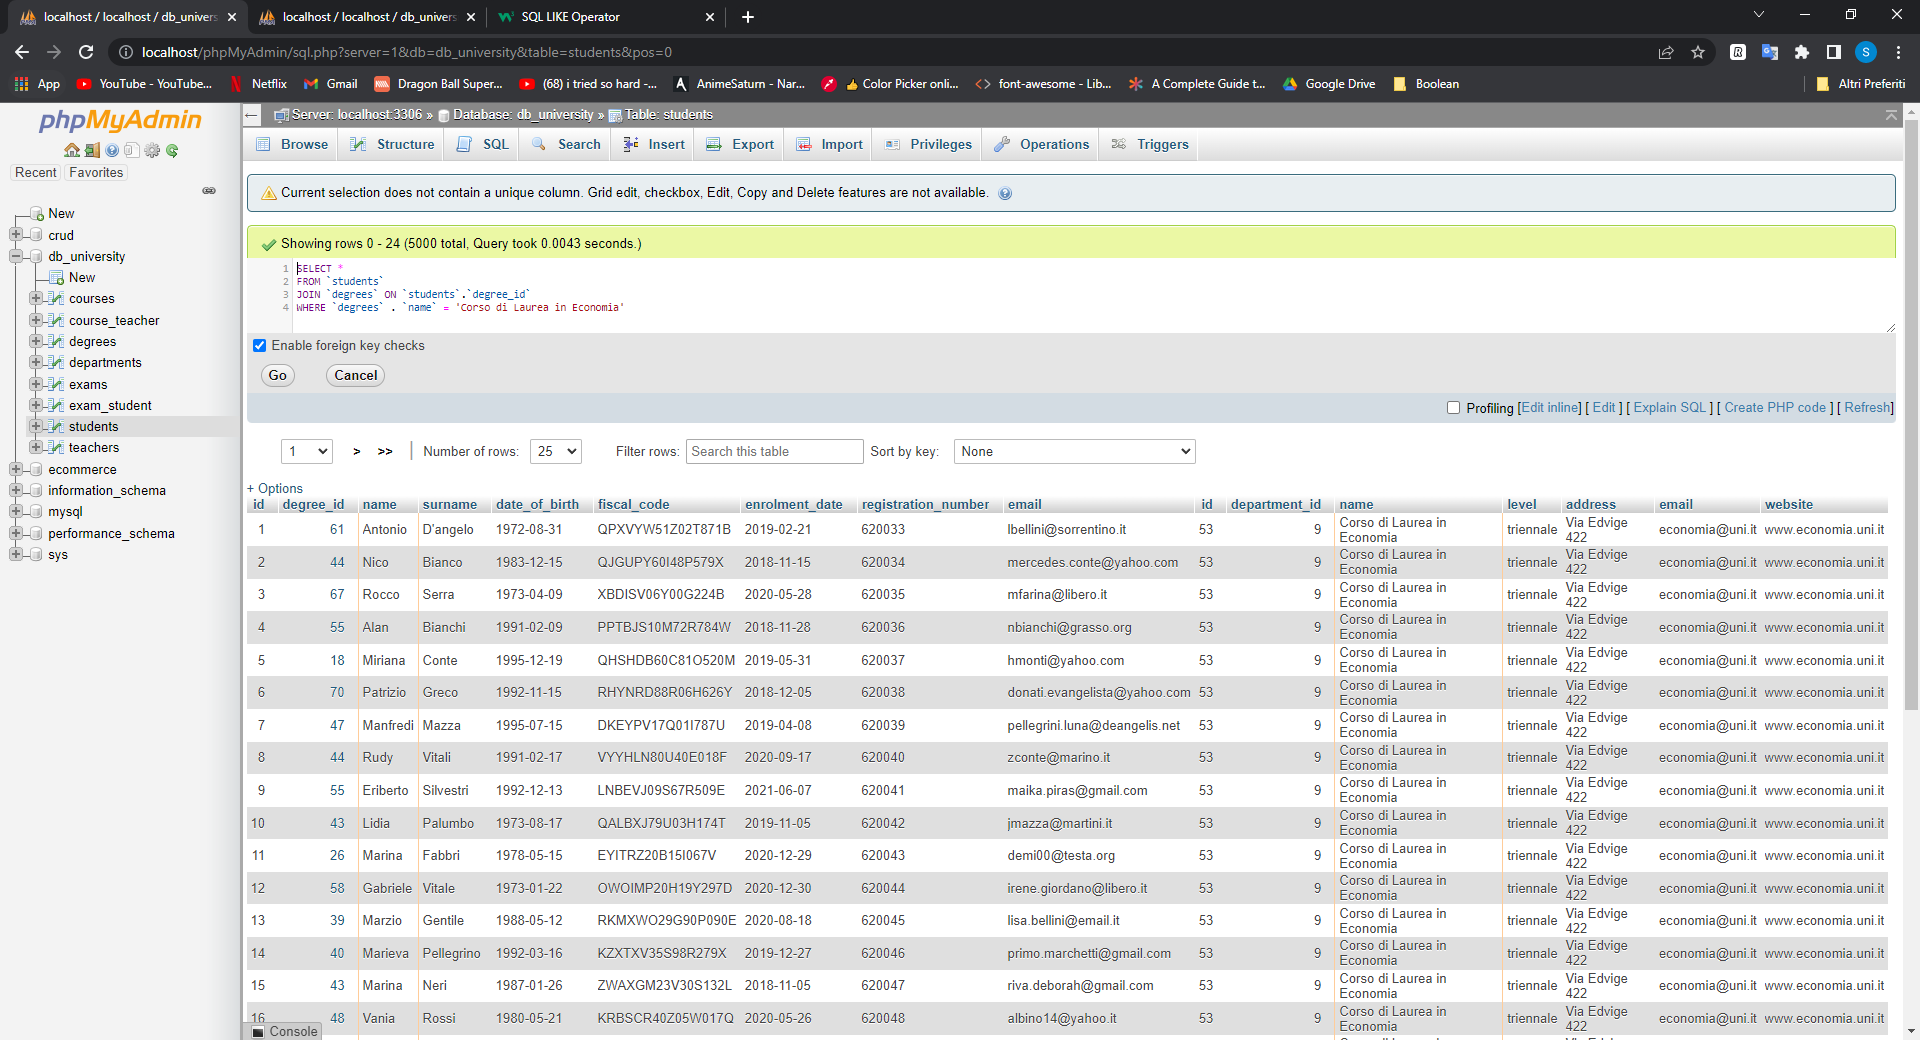 localhost / localhost / db_univers
localhost / localhost / db_univers
SQL LIKE Operator
localhost/phpMyAdmin/sql.php?server=1&db=db_university&table=students&pos=0
S
App
YouTube - YouTube...
Netflix
Gmail
Dragon Ball Super...
(68) i tried so hard -...
AnimeSaturn - Nar...
Color Picker onli...
font-awesome - Lib...
A Complete Guide t...
Google Drive
Boolean
Altri Preferiti
phpMyAdmin
Recent Favorites
New
crud
db_university
New
courses
course_teacher
degrees
departments
exams
exam_student
students
teachers
ecommerce
information_schema
mysql
performance_schema
sys
Server: localhost:3306 » Database: db_university » Table: students
Browse Structure SQL Search Insert Export Import Privileges Operations Triggers
Current selection does not contain a unique column. Grid edit, checkbox, Edit, Copy and Delete features are not available.
Showing rows 0 - 24 (5000 total, Query took 0.0043 seconds.)
1 SELECT *
2 FROM `students`
3 JOIN `degrees` ON `students`.`degree_id`
4 WHERE `degrees` . `name` = 'Corso di Laurea in Economia'
Enable foreign key checks
Go Cancel
Profiling [Edit inline] [ Edit ] [ Explain SQL ] [ Create PHP code ] [ Refresh]
1 > >> | Number of rows: 25 Filter rows: Search this table Sort by key: None
+ Options
id degree_id name surname date_of_birth fiscal_code enrolment_date registration_number email id department_id name level address email website
1 61 Antonio D'angelo 1972-08-31 QPXVYW51Z02T871B 2019-02-21 620033 lbellini@sorrentino.it 53 9 Corso di Laurea in Economia triennale Via Edvige 422 economia@uni.it www.economia.uni.it
2 44 Nico Bianco 1983-12-15 QJGUPY60I48P579X 2018-11-15 620034 mercedes.conte@yahoo.com 53 9 Corso di Laurea in Economia triennale Via Edvige 422 economia@uni.it www.economia.uni.it
3 67 Rocco Serra 1973-04-09 XBDISV06Y00G224B 2020-05-28 620035 mfarina@libero.it 53 9 Corso di Laurea in Economia triennale Via Edvige 422 economia@uni.it www.economia.uni.it
4 55 Alan Bianchi 1991-02-09 PPTBJS10M72R784W 2018-11-28 620036 nbianchi@grasso.org 53 9 Corso di Laurea in Economia triennale Via Edvige 422 economia@uni.it www.economia.uni.it
5 18 Miriana Conte 1995-12-19 QHSHDB60C81O520M 2019-05-31 620037 hmonti@yahoo.com 53 9 Corso di Laurea in Economia triennale Via Edvige 422 economia@uni.it www.economia.uni.it
6 70 Patrizio Greco 1992-11-15 RHYNRD88R06H626Y 2018-12-05 620038 donati.evangelista@yahoo.com 53 9 Corso di Laurea in Economia triennale Via Edvige 422 economia@uni.it www.economia.uni.it
7 47 Manfredi Mazza 1995-07-15 DKEYPV17Q01I787U 2019-04-08 620039 pellegrini.luna@deangelis.net 53 9 Corso di Laurea in Economia triennale Via Edvige 422 economia@uni.it www.economia.uni.it
8 44 Rudy Vitali 1991-02-17 VYYHLN80U40E018F 2020-09-17 620040 zconte@marino.it 53 9 Corso di Laurea in Economia triennale Via Edvige 422 economia@uni.it www.economia.uni.it
9 55 Eriberto Silvestri 1992-12-13 LNBEVJ09S67R509E 2021-06-07 620041 maika.piras@gmail.com 53 9 Corso di Laurea in Economia triennale Via Edvige 422 economia@uni.it www.economia.uni.it
10 43 Lidia Palumbo 1973-08-17 QALBXJ79U03H174T 2019-11-05 620042 jmazza@martini.it 53 9 Corso di Laurea in Economia triennale Via Edvige 422 economia@uni.it www.economia.uni.it
11 26 Marina Fabbri 1978-05-15 EYITRZ20B15I067V 2020-12-29 620043 demi00@testa.org 53 9 Corso di Laurea in Economia triennale Via Edvige 422 economia@uni.it www.economia.uni.it
12 58 Gabriele Vitale 1973-01-22 OWOIMP20H19Y297D 2020-12-30 620044 irene.giordano@libero.it 53 9 Corso di Laurea in Economia triennale Via Edvige 422 economia@uni.it www.economia.uni.it
13 39 Marzio Gentile 1988-05-12 RKMXWO29G90P090E 2020-08-18 620045 lisa.bellini@email.it 53 9 Corso di Laurea in Economia triennale Via Edvige 422 economia@uni.it www.economia.uni.it
14 40 Marieva Pellegrino 1992-03-16 KZXTXV35S98R279X 2019-12-27 620046 primo.marchetti@gmail.com 53 9 Corso di Laurea in Economia triennale Via Edvige 422 economia@uni.it www.economia.uni.it
15 43 Marina Neri 1987-01-26 ZWAXGM23V30S132L 2018-11-05 620047 riva.deborah@gmail.com 53 9 Corso di Laurea in Economia triennale Via Edvige 422 economia@uni.it www.economia.uni.it
16 48 Vania Rossi 1980-05-21 KRBSCR40Z05W017Q 2020-05-26 620048 albino14@yahoo.it 53 9 Corso di Laurea in Economia triennale Via Edvige 422 economia@uni.it www.economia.uni.it
Console